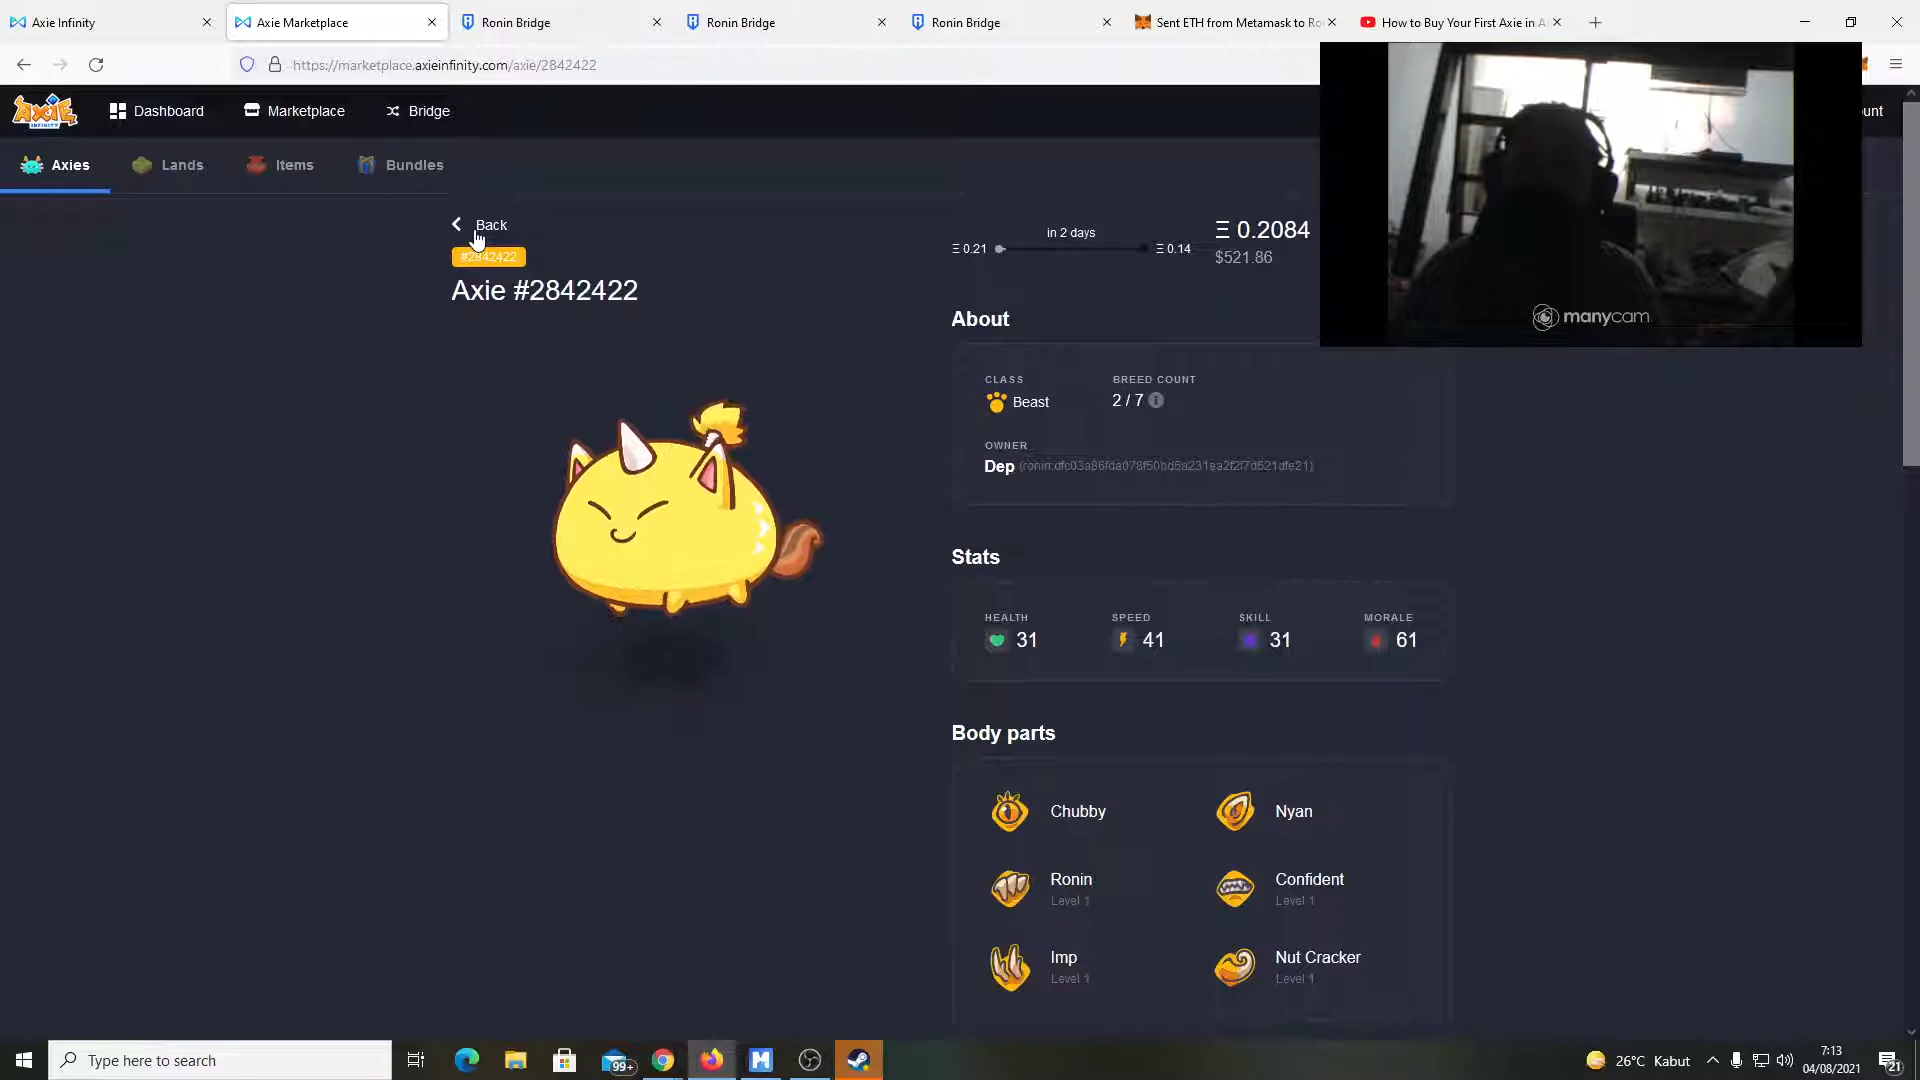 Axie Infinity
Axie Marketplace
Ronin Bridge
Ronin Bridge
Ronin Bridge
Sent ETH from Metamask to Ro
How to Buy Your First Axie in A
https://marketplace.axieinfinity.com/axie/2842422
AXIE
INFINITY
Dashboard
Marketplace
Bridge
unt
Axies
Lands
Items
Bundles
Back
#2842422
Axie #2842422
Ξ 0.21
in 2 days
Ξ 0.14
Ξ 0.2084
$521.86
manycam
About
CLASS
BREED COUNT
Beast
2 / 7
OWNER
Dep
Stats
HEALTH
SPEED
SKILL
MORALE
31
41
31
61
Body parts
Chubby
Nyan
Ronin
Level 1
Confident
Level 1
Imp
Level 1
Nut Cracker
Level 1
Type here to search
99+
26°C Kabut
7:13
04/08/2021
21